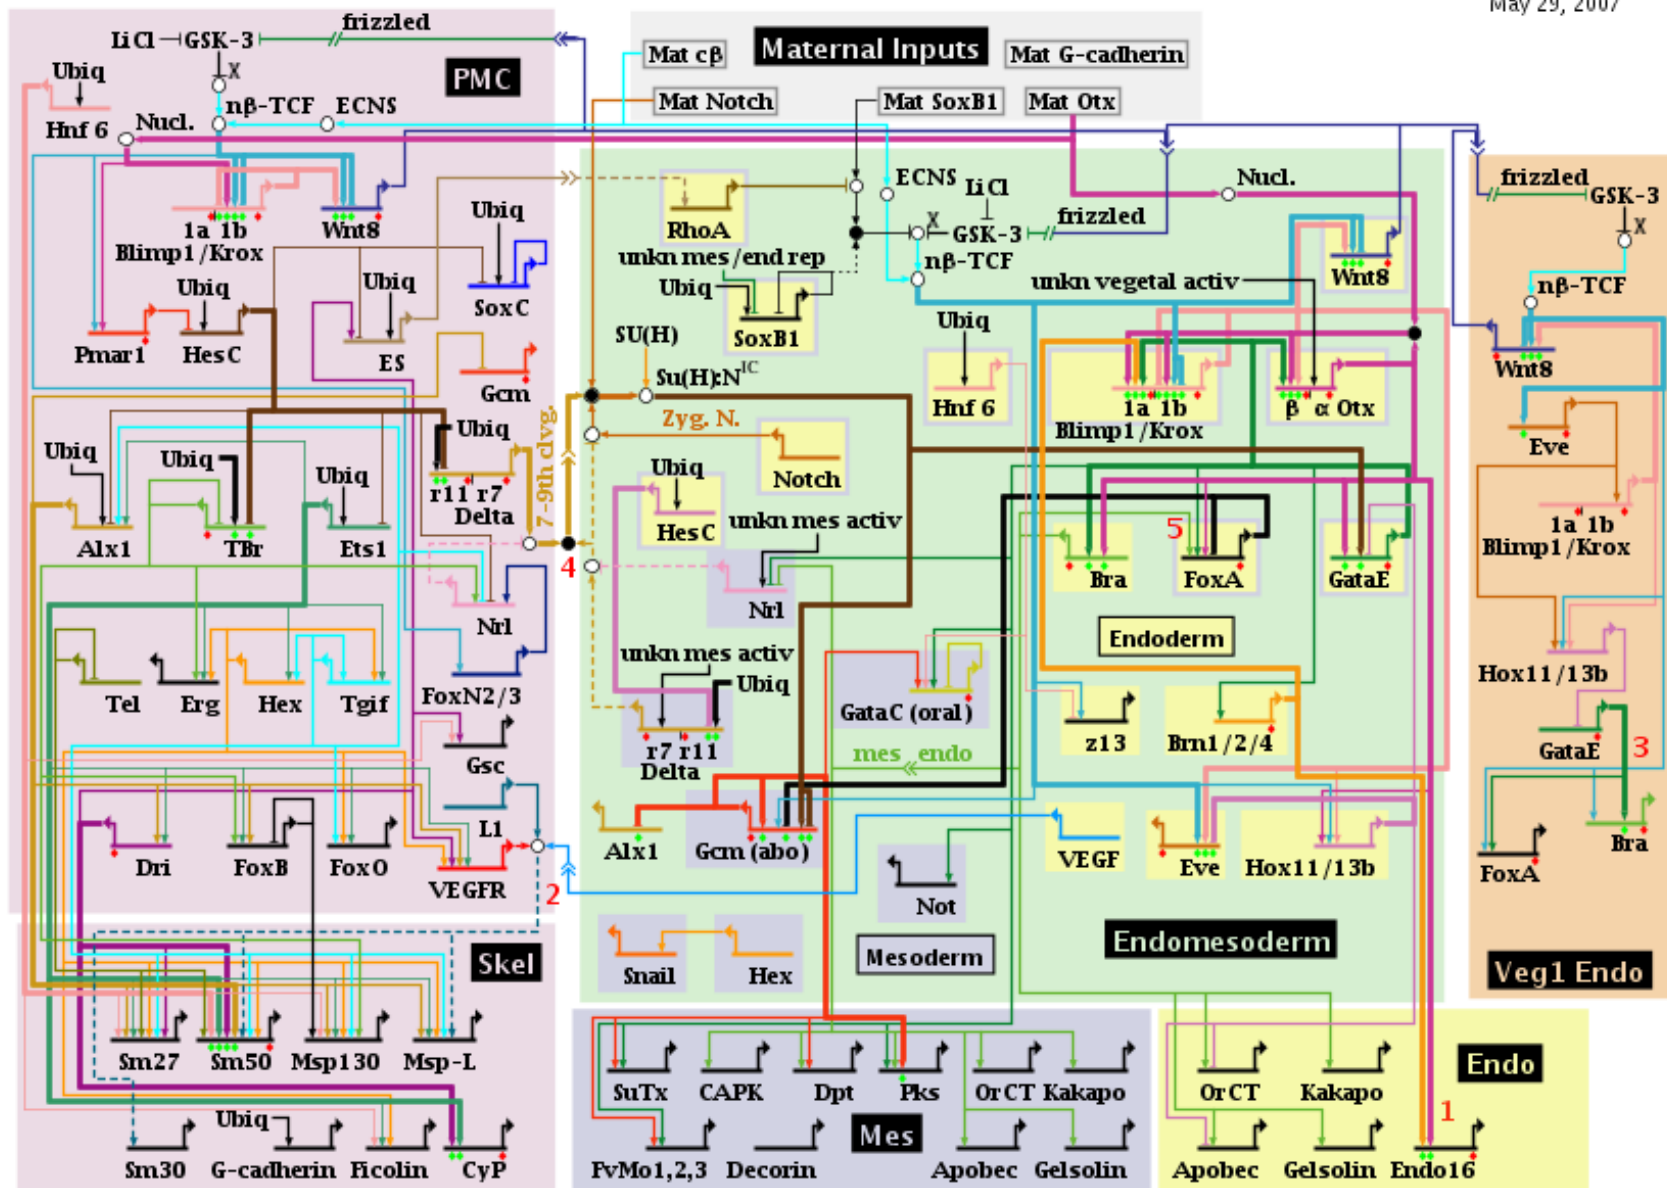 May 29, 2007
frizzled
LiCl
GSK-3
X
Ubiq
PMC
Hnf 6
Nucl.
nβ-TCF
ECNS
1a 1b
Blimp1/Krox
Wnt8
Ubiq
SoxC
Ubiq
Ubiq
Pmar1
HesC
ES
Gcm
Ubiq
Ubiq
Ubiq
Ubiq
r11 r7
Delta
Alx1
TBr
Ets1
7-9th clvg.
4
Nrl
Tel
Erg
Hex
Tgif
FoxN2/3
Gsc
L1
Dri
FoxB
FoxO
VEGFR
2
Skel
Sm27
Sm50
Msp130
Msp-L
Ubiq
Sm30
G-cadherin
Ficolin
CyP
Mat cβ
Maternal Inputs
Mat G-cadherin
Mat Notch
Mat SoxB1
Mat Otx
RhoA
ECNS
LiCl
X
GSK-3
frizzled
nβ-TCF
Nucl.
unkn mes/end rep
Ubiq
SoxB1
unkn vegetal activ
Wnt8
SU(H)
Su(H):N
IC
Ubiq
Hnf 6
1a 1b
Blimp1/Krox
β α Otx
Zyg. N.
Notch
Ubiq
HesC
unkn mes activ
Nrl
5
Bra
FoxA
GataE
Endoderm
unkn mes activ
Ubiq
r7 r11
Delta
GataC (oral)
mes endo
z13
Brn1/2/4
Alx1
Gcm (abo)
VEGF
Eve
Hox11/13b
Not
Snail
Hex
Mesoderm
Endomesoderm
SuTx
CAPK
Dpt
Pks
OrCT
Kakapo
Mes
FvMo1,2,3
Decorin
Apobec
Gelsolin
OrCT
Kakapo
Endo
1
Apobec
Gelsolin
Endo16
frizzled
GSK-3
X
nβ-TCF
Wnt8
Eve
1a 1b
Blimp1/Krox
Hox11/13b
GataE
3
Bra
FoxA
Veg1 Endo